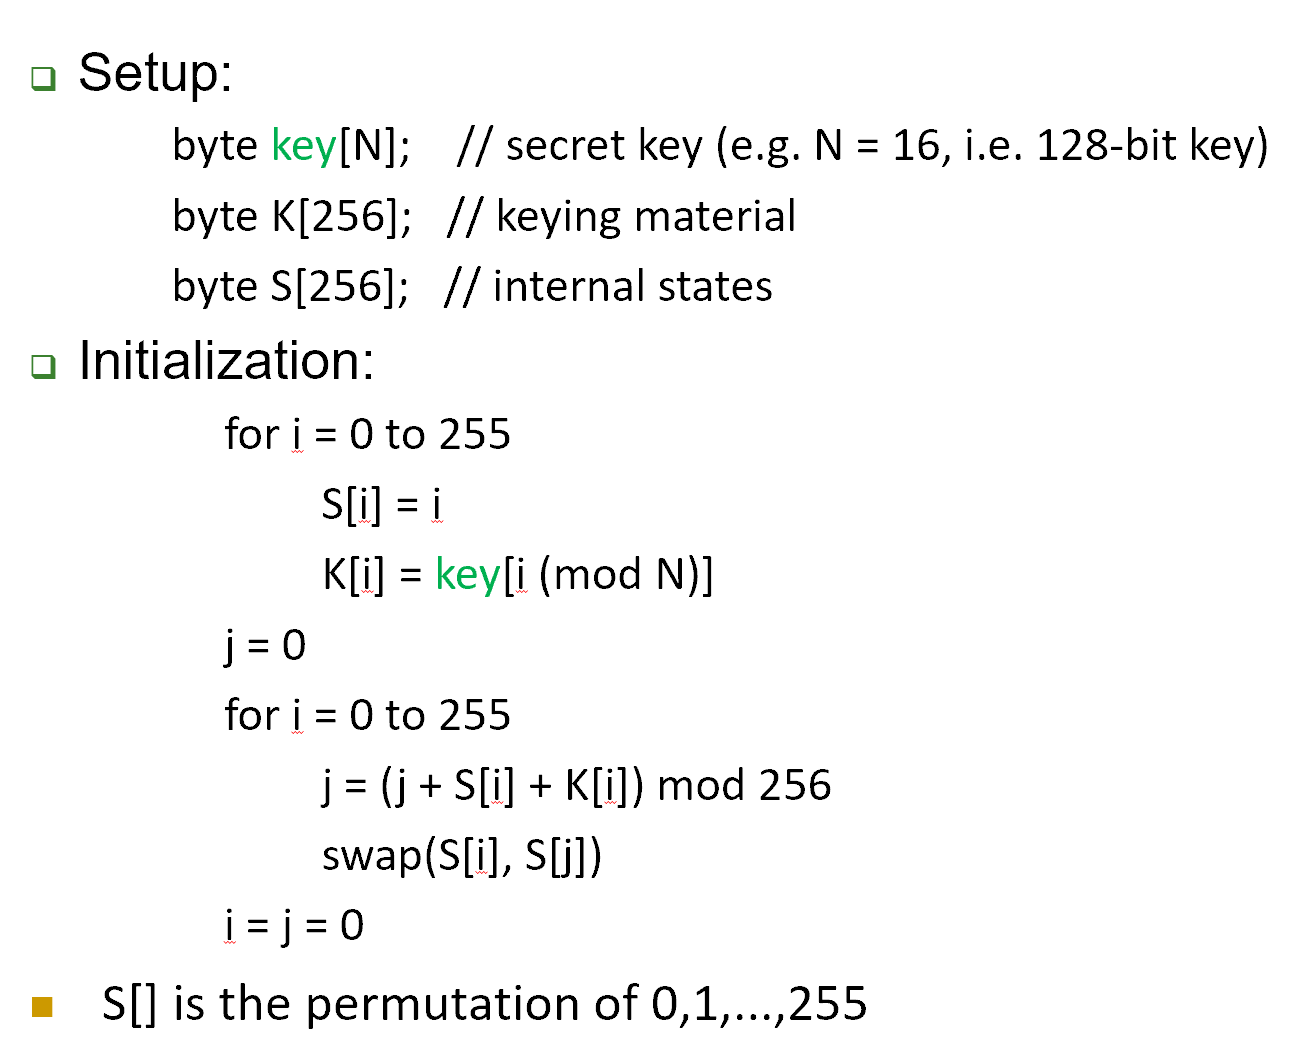 Setup:
byte key[N]; // secret key (e.g. N = 16, i.e. 128-bit key)
byte K[256]; // keying material
byte S[256]; // internal states
Initialization:
for i = 0 to 255
S[i] = i
K[i] = key[i (mod N)]
j = 0
for i = 0 to 255
j = (j + S[i] + K[i]) mod 256
swap(S[i], S[j])
i = j = 0
S[] is the permutation of 0,1,...,255